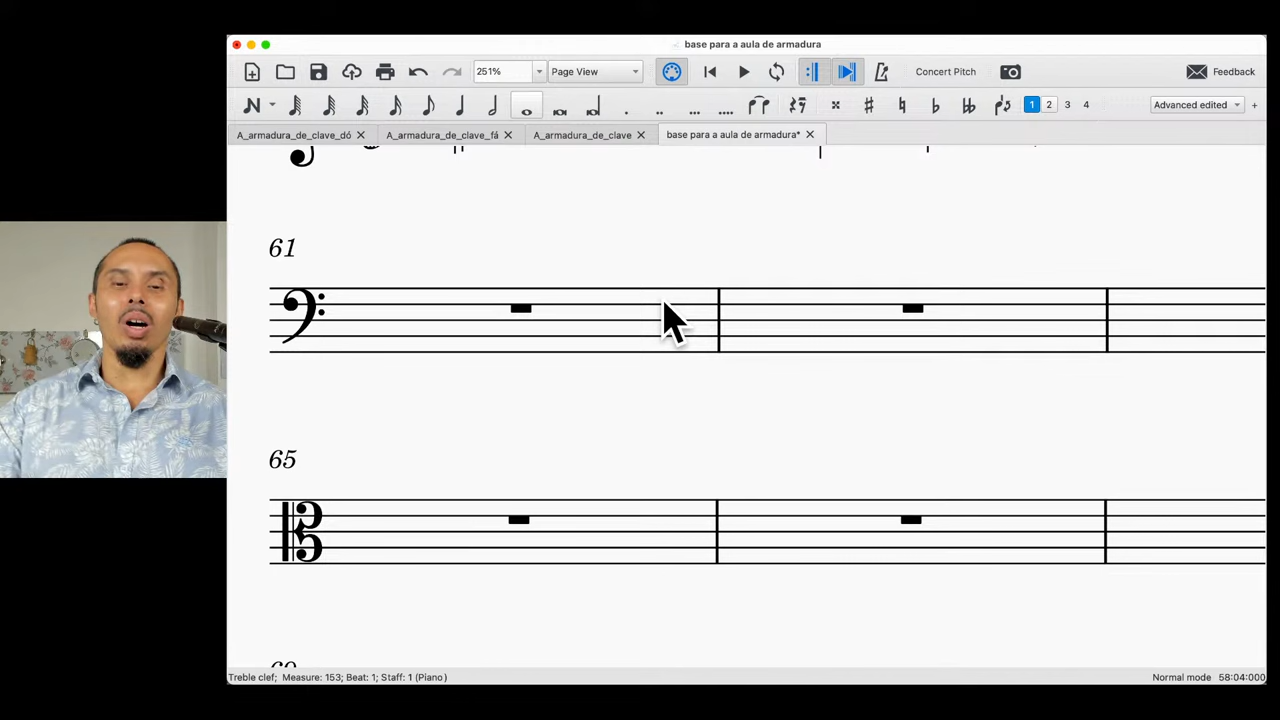 base para a aula de armadura
251% Page View Concert Pitch Feedback
1 2 3 4 Advanced edited +
A_armadura_de_clave_dó A_armadura_de_clave_fá A_armadura_de_clave base para a aula de armadura*
61
65
Treble clef; Measure: 153; Beat: 1; Staff: 1 (Piano) Normal mode 58:04:000